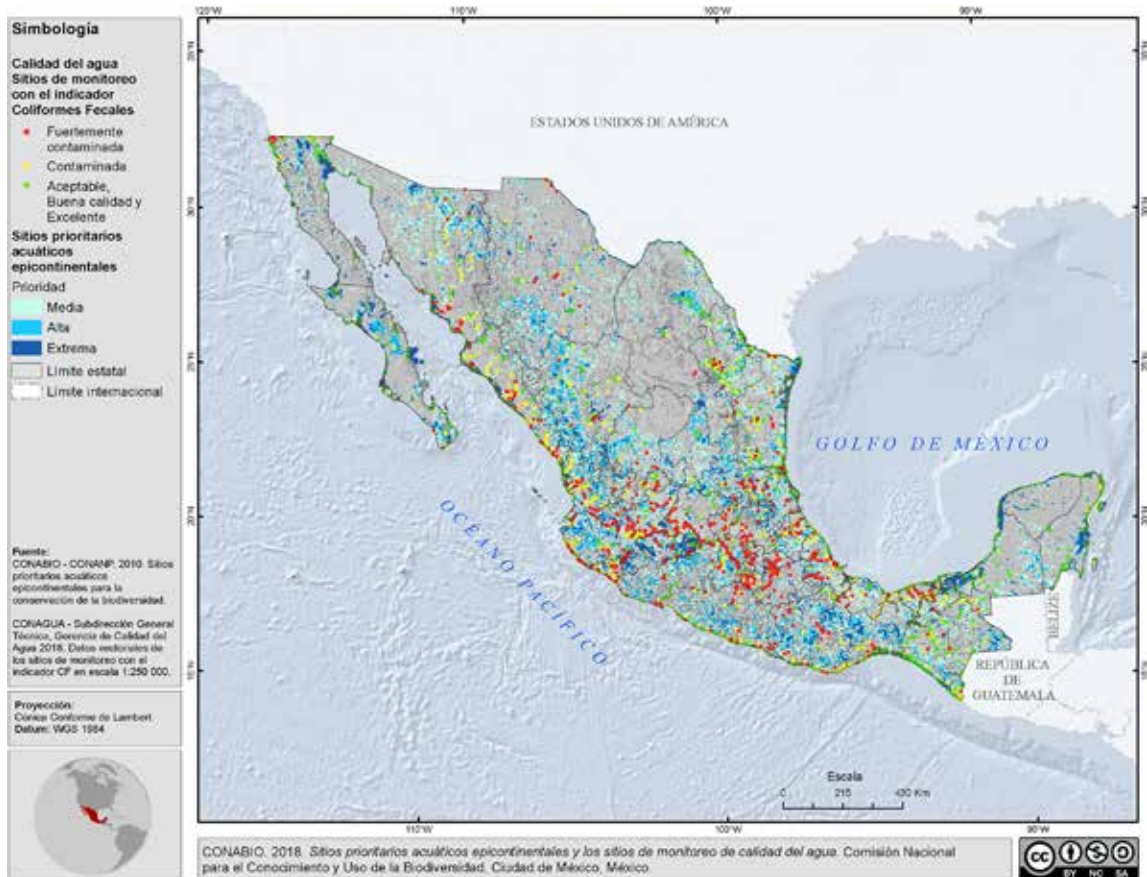 Simbología
Calidad del agua
Sitios de monitoreo
con el indicador
Coliformes Fecales
Fuertemente
contaminada
Contaminada
Aceptable,
Buena calidad y
Excelente
Sitios prioritarios
acuáticos
epicontinentales
Prioridad
Media
Alta
Extrema
Límite estatal
Límite internacional
Fuente:
CONABIO - CONANP. 2010. Sitios
prioritarios acuáticos
epicontinentales para la
conservación de la biodiversidad.
CONAGUA - Subdirección General
Técnica, Gerencia de Calidad del
Agua 2018. Datos vectoriales de
los sitios de monitoreo con el
indicador CF en escala 1:250 000.
Proyección:
Cónica Conforme de Lambert
Datum: WGS 1984
120°W 110°W 100°W 90°W
30°N
25°N
20°N
15°N
ESTADOS UNIDOS DE AMÉRICA
GOLFO DE MÉXICO
OCÉANO PACÍFICO
BELIZE
REPÚBLICA
DE
GUATEMALA
Escala
0 215 430 Km
110°W 100°W 90°W
CONABIO. 2018. Sitios prioritarios acuáticos epicontinentales y los sitios de monitoreo de calidad del agua. Comisión Nacional
para el Conocimiento y Uso de la Biodiversidad. Ciudad de México, México.
CC BY NC SA